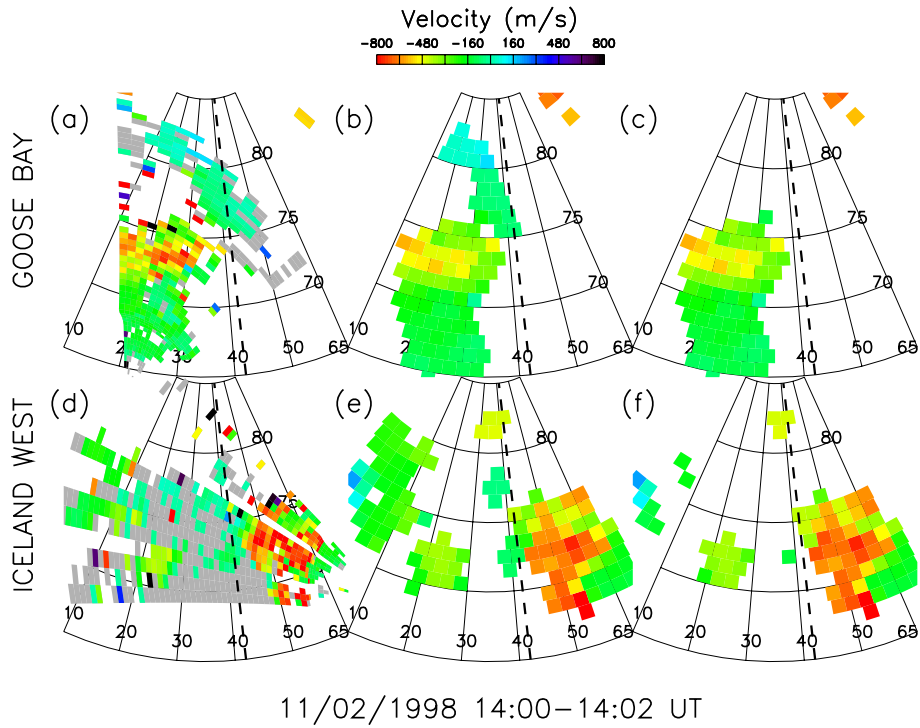 Velocity (m/s)
-800 -480 -160 160 480 800
GOOSE BAY
(a) 80 75 70 10 2 30 40 50 65
(b) 80 75 70 10 2 40 50 65
(c) 80 75 70 10 2 40 50 65
ICELAND WEST
(d) 80 75 10 20 30 40 50 65
(e) 80 10 20 30 40 50 65
(f) 80 10 20 30 40 50 65
11/02/1998 14:00-14:02 UT